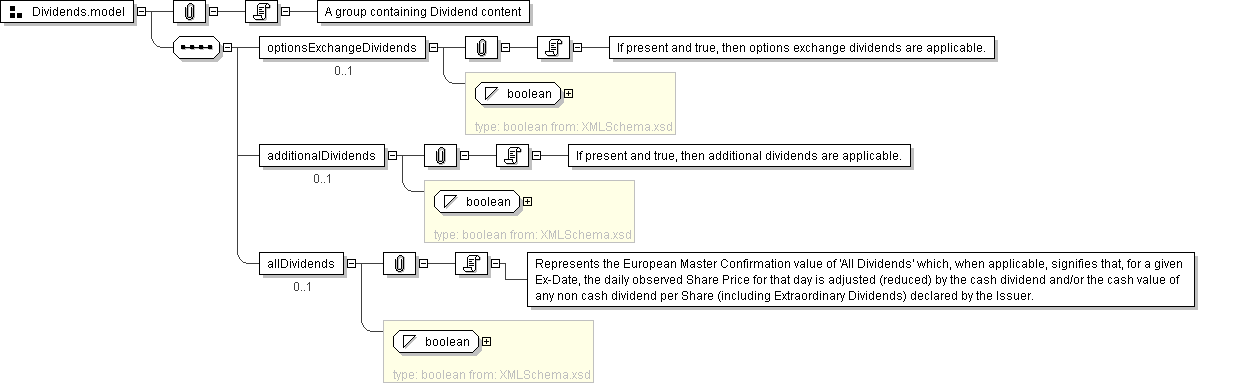 Dividends.model
A group containing Dividend content
optionsExchangeDividends
If present and true, then options exchange dividends are applicable.
0..1
boolean
type: boolean from: XMLSchema.xsd
additionalDividends
If present and true, then additional dividends are applicable.
0..1
boolean
type: boolean from: XMLSchema.xsd
allDividends
Represents the European Master Confirmation value of 'All Dividends' which, when applicable, signifies that, for a given
Ex-Date, the daily observed Share Price for that day is adjusted (reduced) by the cash dividend and/or the cash value of
any non cash dividend per Share (including Extraordinary Dividends) declared by the Issuer.
0..1
boolean
type: boolean from: XMLSchema.xsd